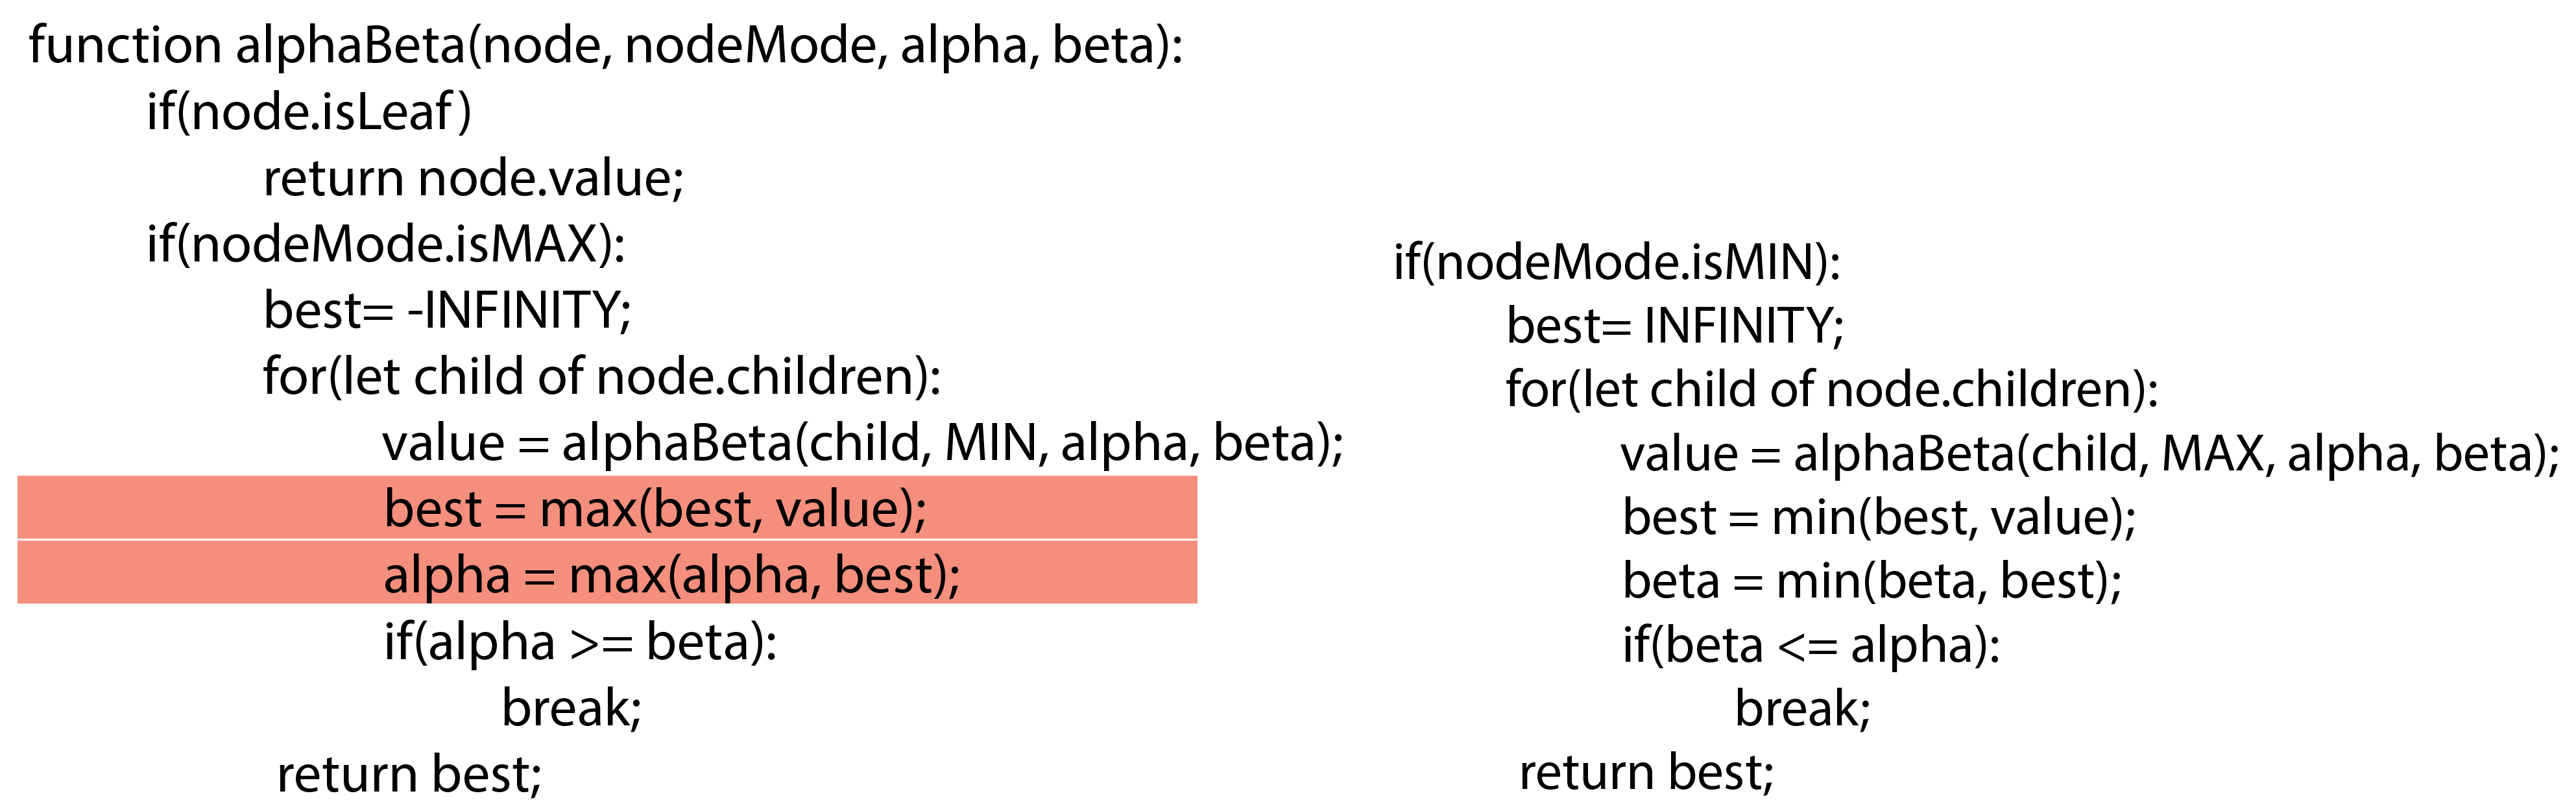 function alphaBeta(node, nodeMode, alpha, beta):
if(node.isLeaf)
return node.value;
if(nodeMode.isMAX):
best= -INFINITY;
for(let child of node.children):
value = alphaBeta(child, MIN, alpha, beta);
best = max(best, value);
alpha = max(alpha, best);
if(alpha >= beta):
break;
return best;
if(nodeMode.isMIN):
best= INFINITY;
for(let child of node.children):
value = alphaBeta(child, MAX, alpha, beta);
best = min(best, value);
beta = min(beta, best);
if(beta <= alpha):
break;
return best;